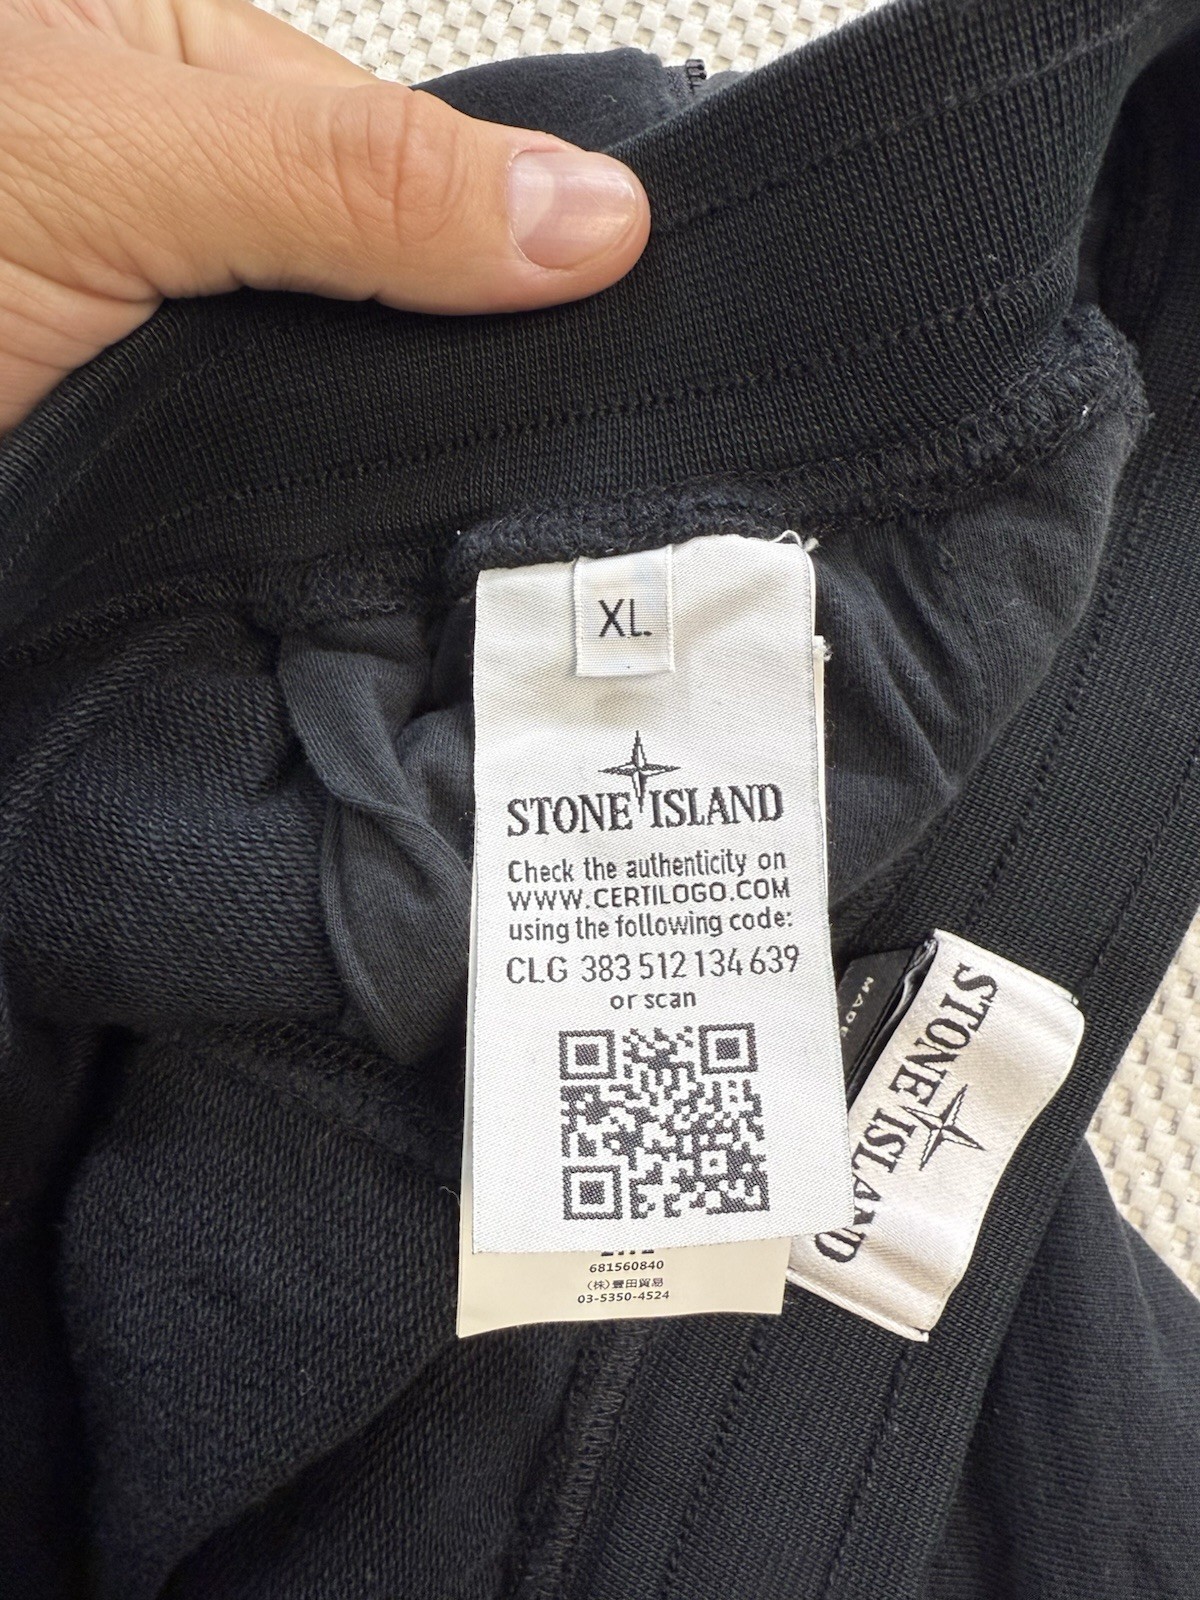 XL.
STONE ISLAND
Check the authenticity on
WWW.CERTILOGO.COM
using the following code:
CLG 383 512 134 639
or scan
681560840
(株)豊田貿易
03-5350-4524
STONE ISLAND
MADE